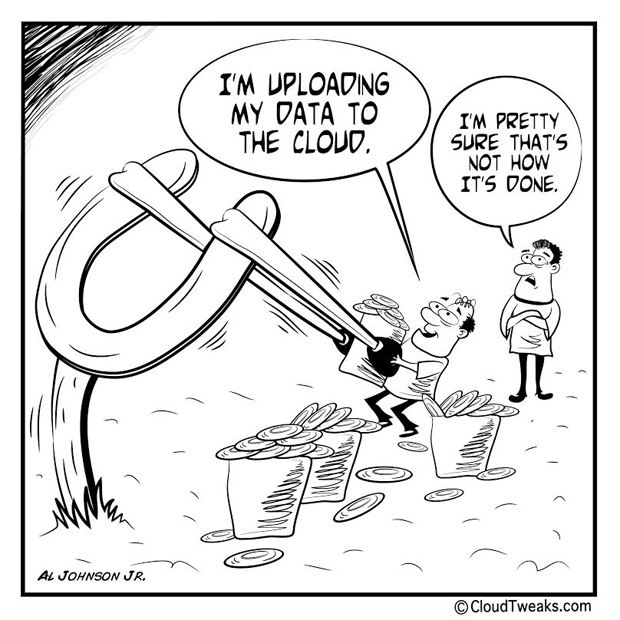 I'M UPLOADING
MY DATA TO
THE CLOUD.
I'M PRETTY
SURE THAT'S
NOT HOW
IT'S DONE.
AL JOHNSON JR.
©CloudTweaks.com